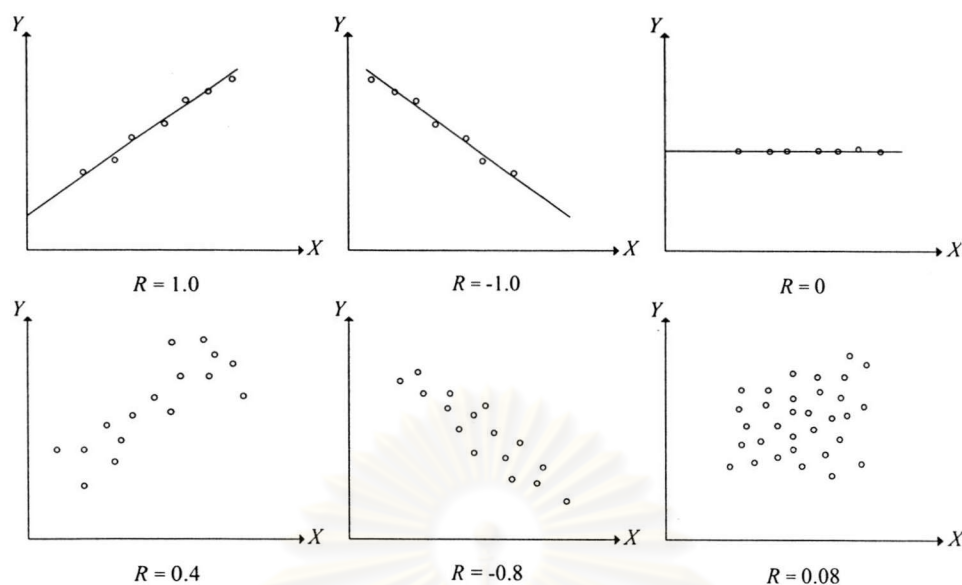 Y Y Y
X X X
R = 1.0 R = -1.0 R = 0
Y Y Y
X X X
R = 0.4 R = -0.8 R = 0.08